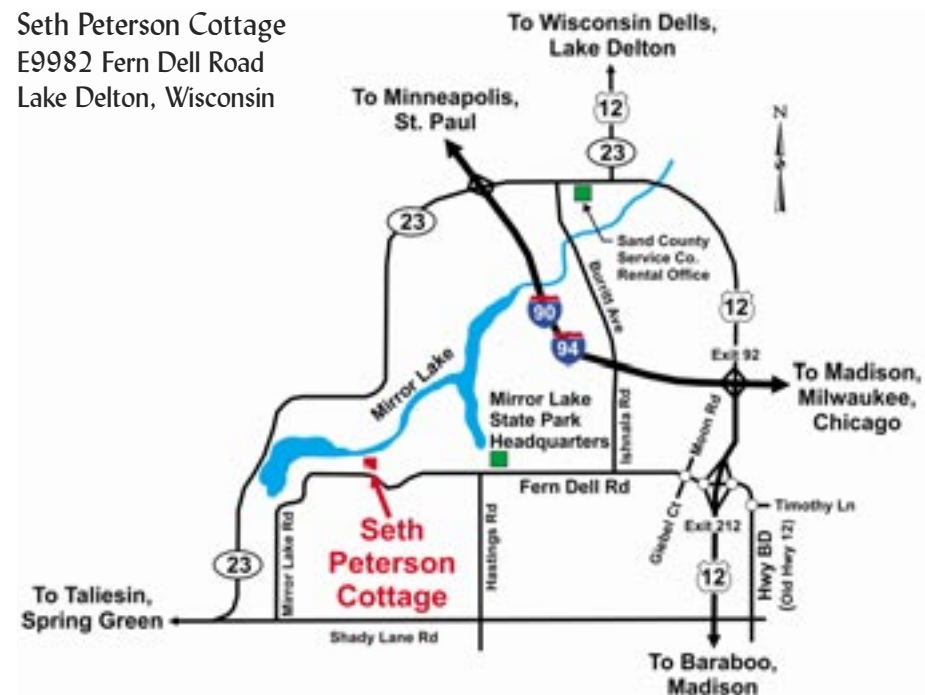 Seth Peterson Cottage
E9982 Fern Dell Road
Lake Delton, Wisconsin
To Wisconsin Dells,
Lake Delton
12
23
To Minneapolis,
St. Paul
N
S
23
Sand County
Service Co.
Rental Office
Burritt Ave
90
94
12
Exit 92
To Madison,
Milwaukee,
Chicago
Mirror Lake
Mirror Lake
State Park
Headquarters
Ishnala Rd
Moon Rd
Fern Dell Rd
Giebel Ct
Exit 212
Timothy Ln
Hwy BD
(Old Hwy 12)
Seth
Peterson
Cottage
Mirror Lake Rd
Hastings Rd
23
12
To Taliesin,
Spring Green
Shady Lane Rd
To Baraboo,
Madison